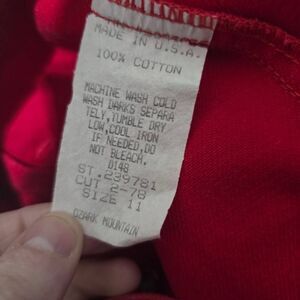 MADE IN U.S.A.
100% COTTON
MACHINE WASH COLD
WASH DARKS SEPARA
TELY,TUMBLE DRY
LOW,COOL IRON
IF NEEDED,DO
NOT BLEACH.
D148
ST. 239781
CUT 2-78
SIZE 11
OZARK MOUNTAIN